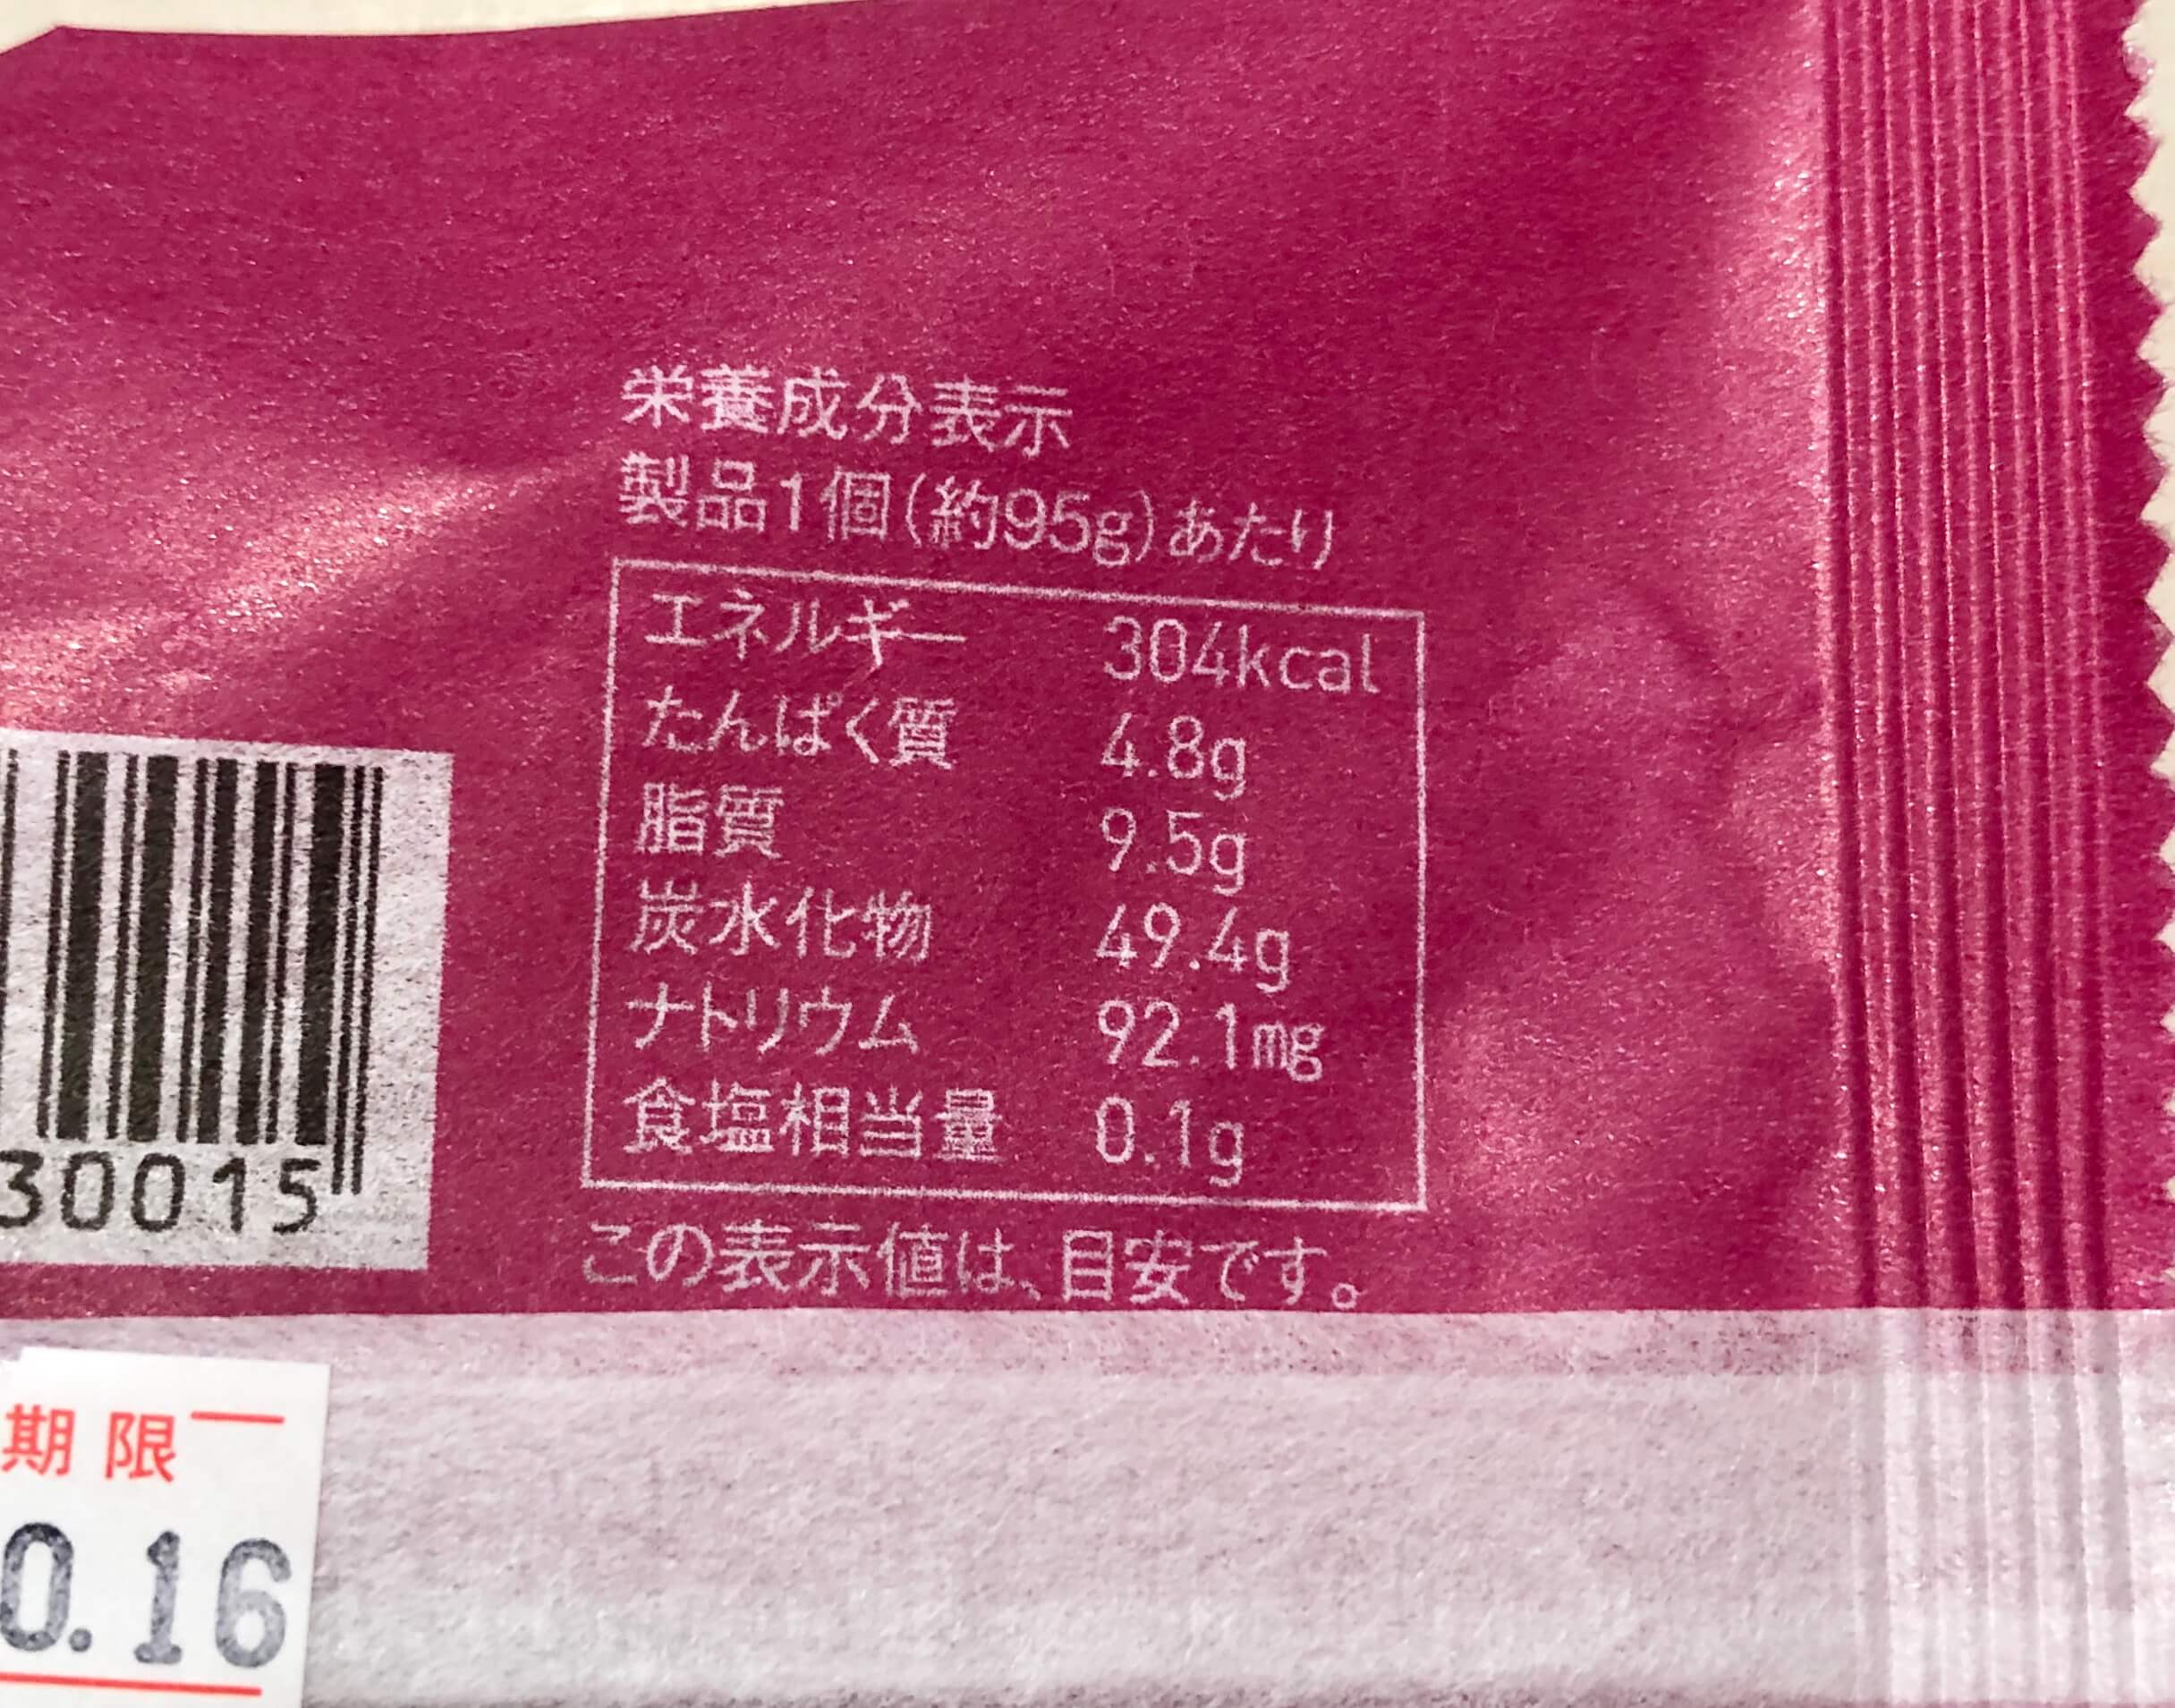 栄養成分表示
製品1個(約95g)あたり
エネルギー 304kcal
たんぱく質 4.8g
脂質 9.5g
炭水化物 49.4g
ナトリウム 92.1mg
食塩相当量 0.1g
この表示値は、目安です。
30015
期限
0.16